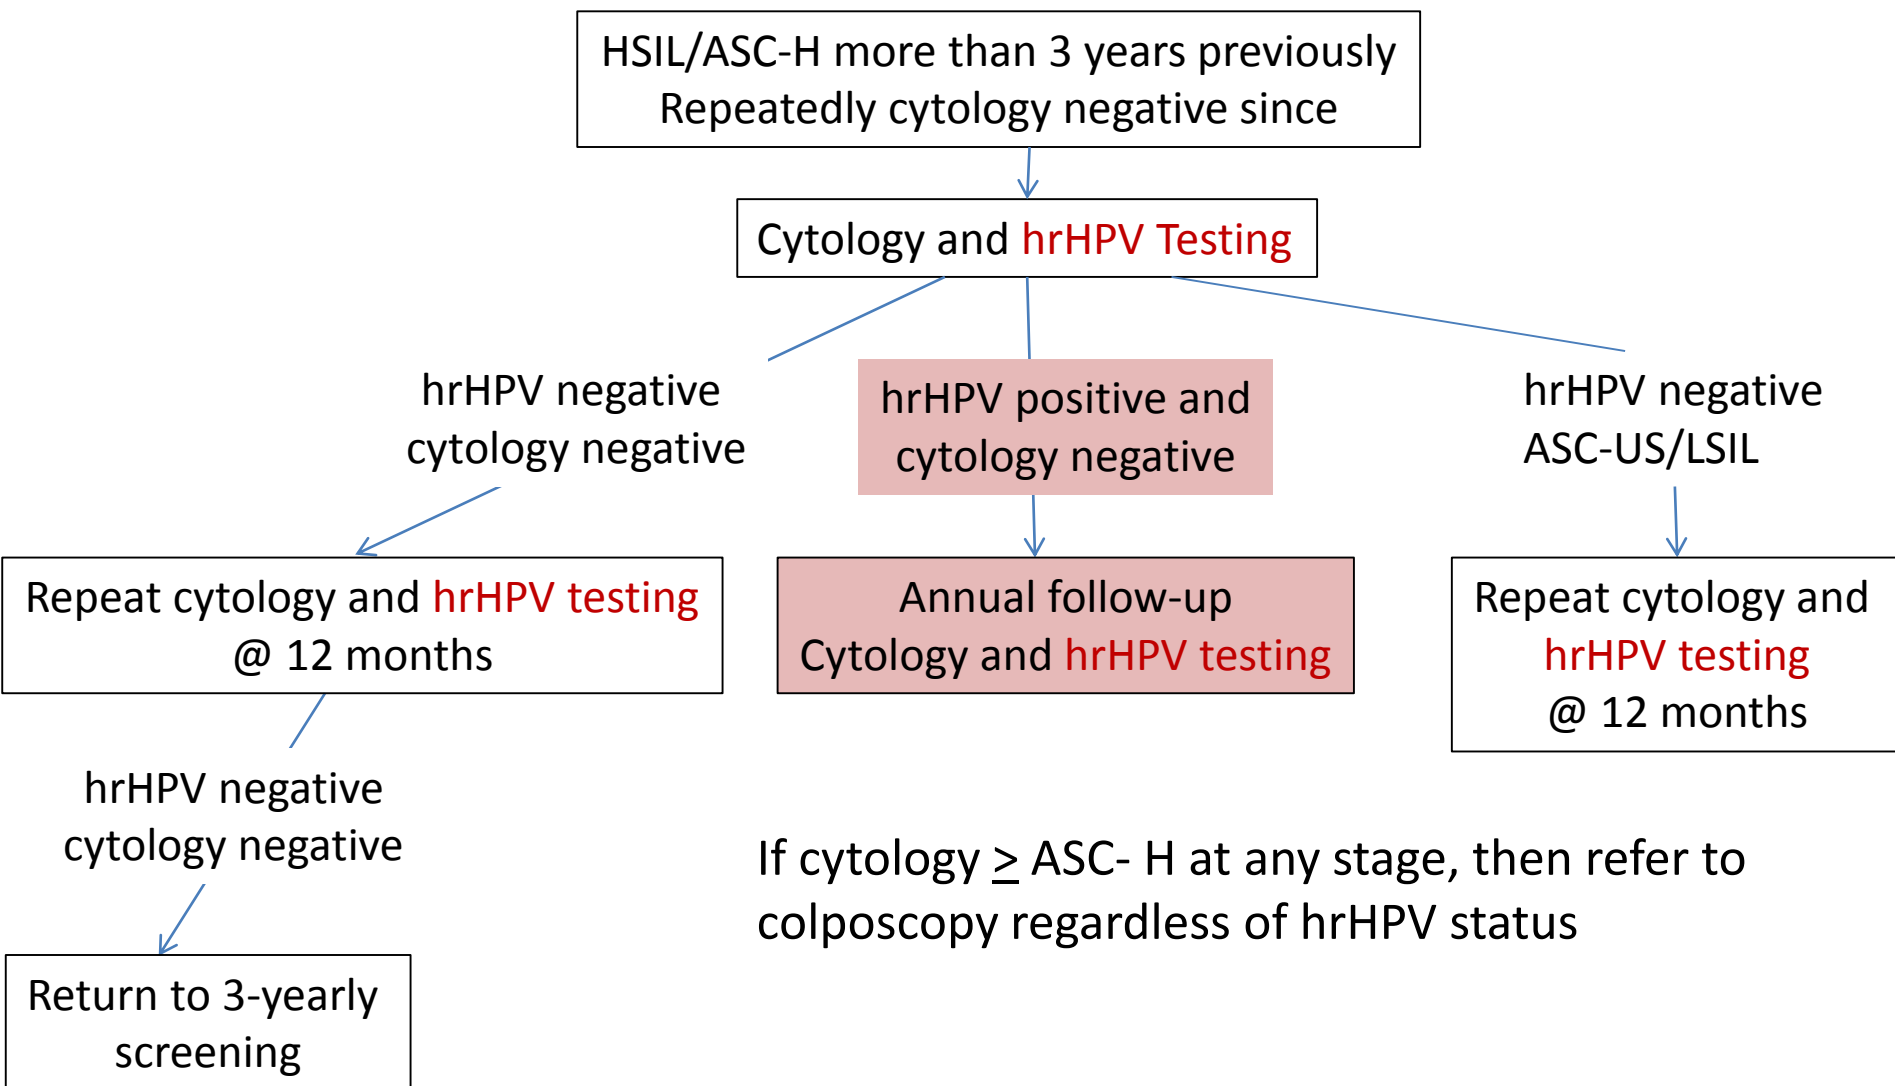 HSIL/ASC-H more than 3 years previously
Repeatedly cytology negative since
Cytology and hrHPV Testing
hrHPV negative
cytology negative
hrHPV positive and
cytology negative
hrHPV negative
ASC-US/LSIL
Repeat cytology and hrHPV testing
@ 12 months
Annual follow-up
Cytology and hrHPV testing
Repeat cytology and
hrHPV testing
@ 12 months
hrHPV negative
cytology negative
If cytology ≥ ASC- H at any stage, then refer to
colposcopy regardless of hrHPV status
Return to 3-yearly
screening